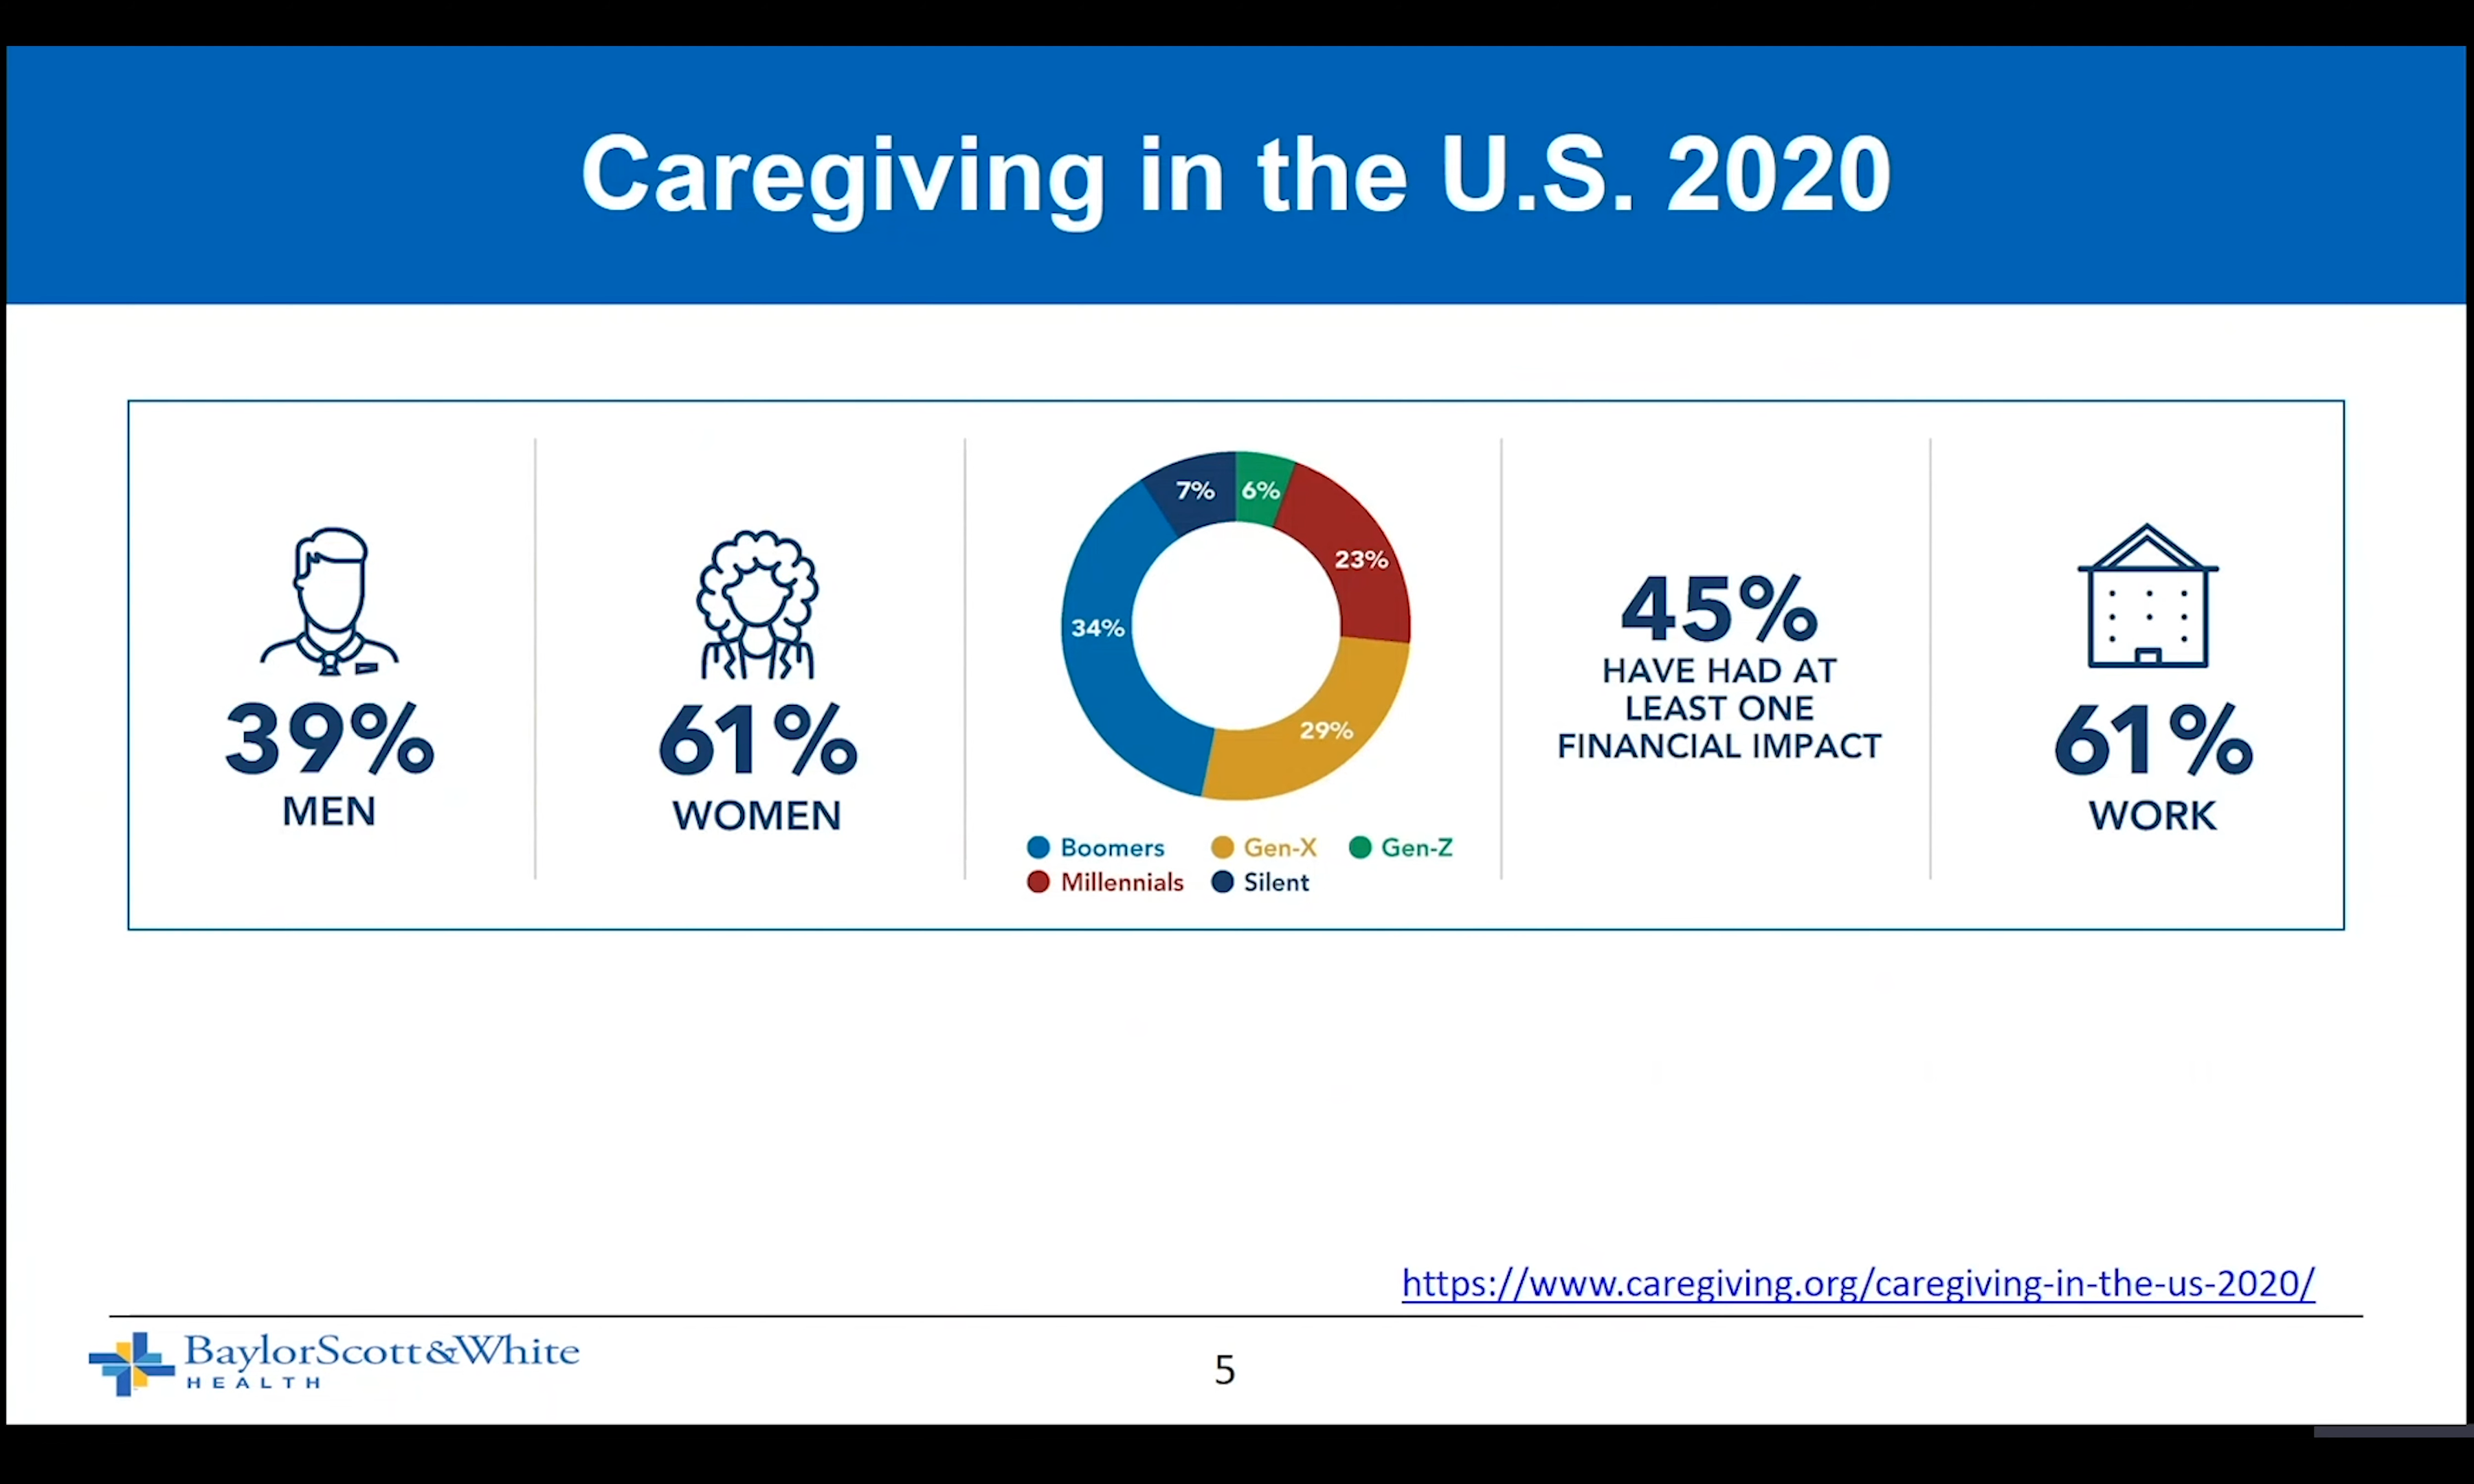 Caregiving in the U.S. 2020
39%
MEN
61%
WOMEN
7%
6%
23%
34%
29%
Boomers
Gen-X
Gen-Z
Millennials
Silent
45%
HAVE HAD AT
LEAST ONE
FINANCIAL IMPACT
61%
WORK
https://www.caregiving.org/caregiving-in-the-us-2020/
BaylorScott&White
HEALTH
5